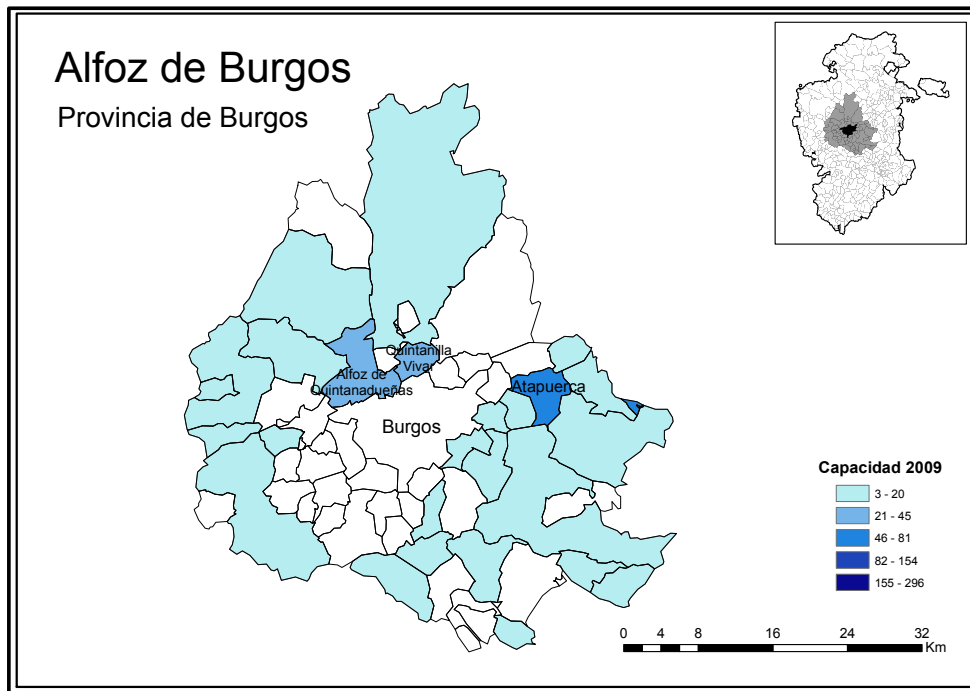 Alfoz de Burgos
Provincia de Burgos
Quintanilla
Vivar
Alfoz de
Quintanadueñas
Atapuerca
Burgos
Capacidad 2009
3 - 20
21 - 45
46 - 81
82 - 154
155 - 296
0 4 8 16 24 32
Km